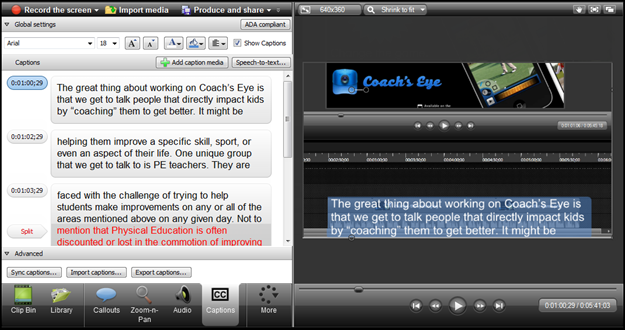 Record the screen
Import media
Produce and share
640x360
Shrink to fit
Global settings
ADA compliant
Arial
18
Show Captions
Captions
Add caption media
Speech-to-text...
0:01:00;29
The great thing about working on Coach's Eye is
that we get to talk people that directly impact kids
by "coaching" them to get better. It might be
0:01:02;29
helping them improve a specific skill, sport, or
even an aspect of their life. One unique group
that we get to talk to is PE teachers. They are
0:01:03;29
faced with the challenge of trying to help
students make improvements on any or all of the
areas mentioned above on any given day. Not to
Split
mention that Physical Education is often
discounted or lost in the commotion of improving
Advanced
Sync captions...
Import captions...
Export captions...
Clip Bin
Library
Callouts
Zoom-n-
Pan
Audio
CC
Captions
More
Coach's Eye
Available on the
The great thing about working on Coach's Eye is
that we get to talk people that directly impact kids
by "coaching" them to get better. It might be
0:01:00;29 / 0:05:41:03